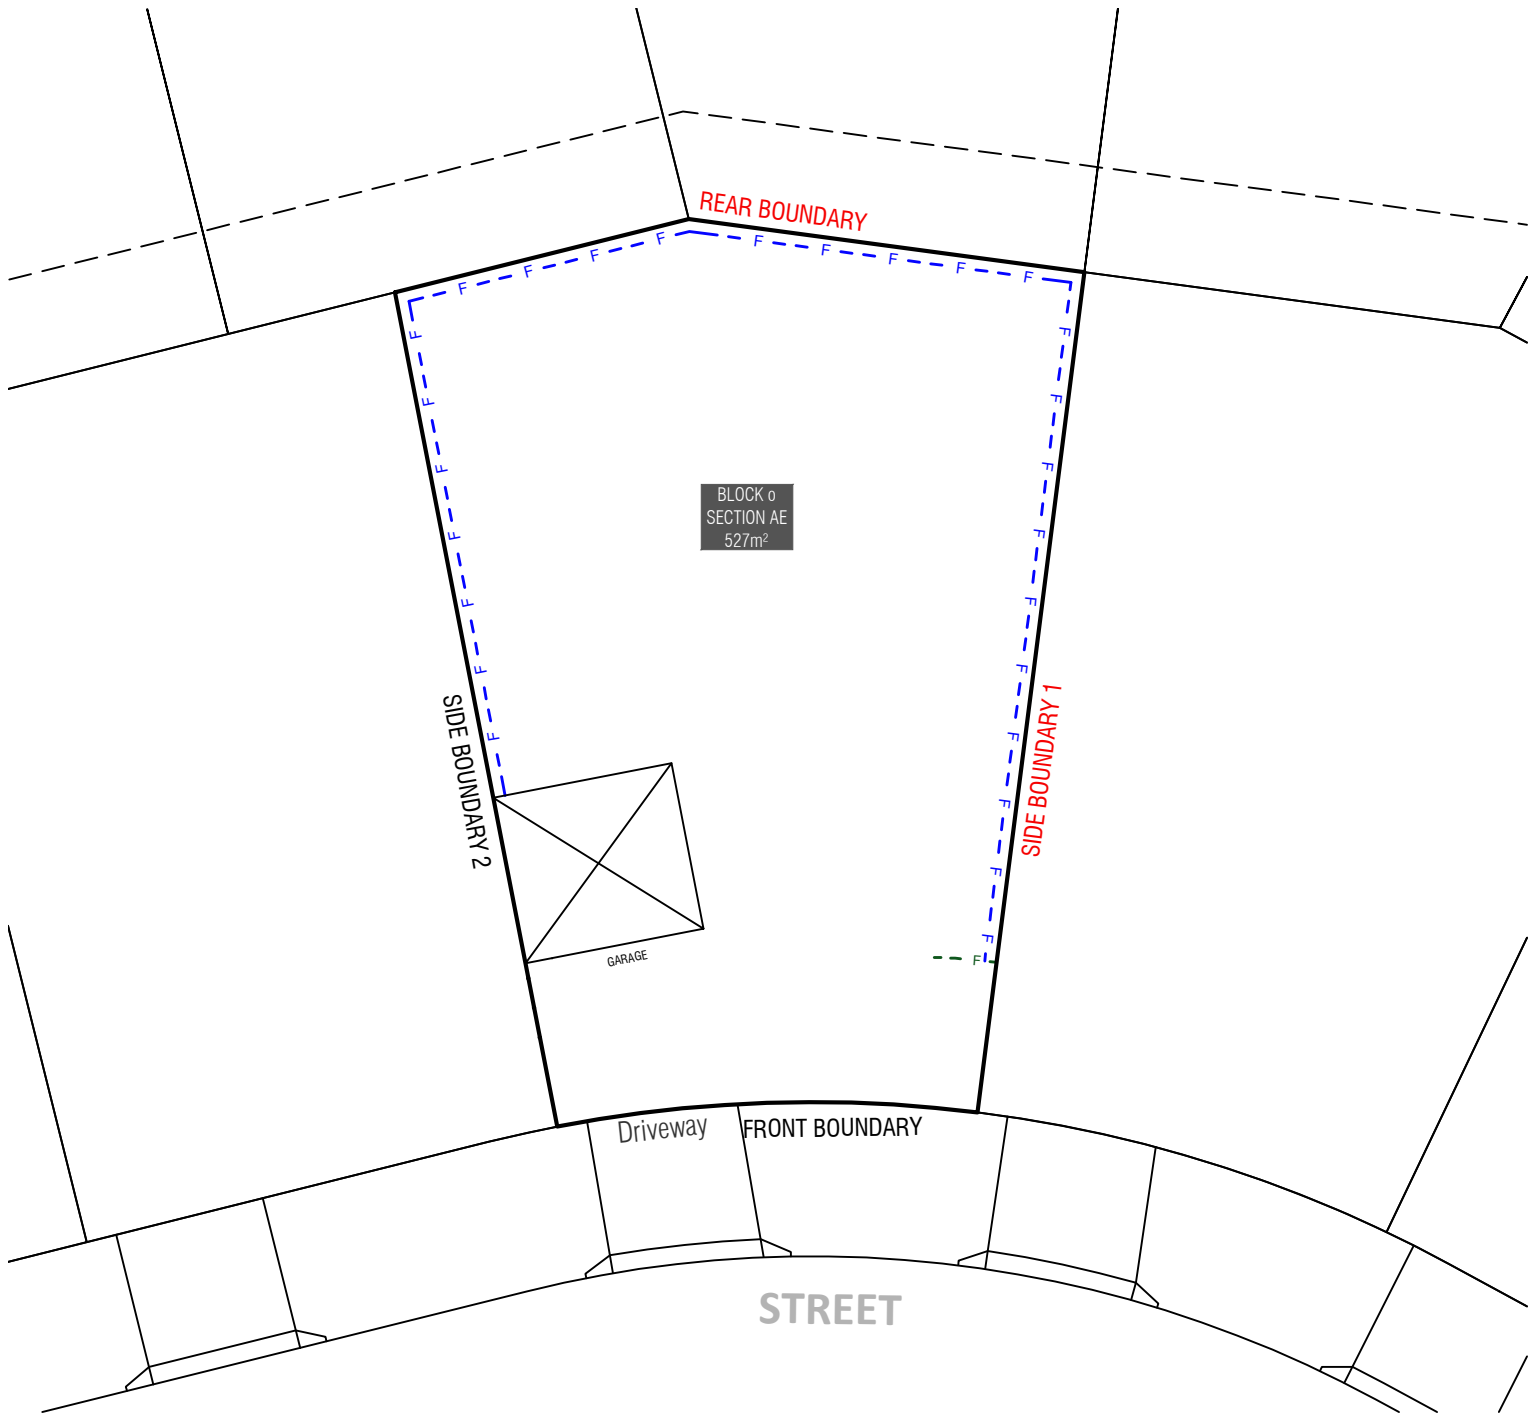 REAR BOUNDARY
F F F F F F F F F
F F F F F F F
F F F F F F F F F F
BLOCK o
SECTION AE
527m²
SIDE BOUNDARY 2
SIDE BOUNDARY 1
GARAGE
F
Driveway
FRONT BOUNDARY
STREET